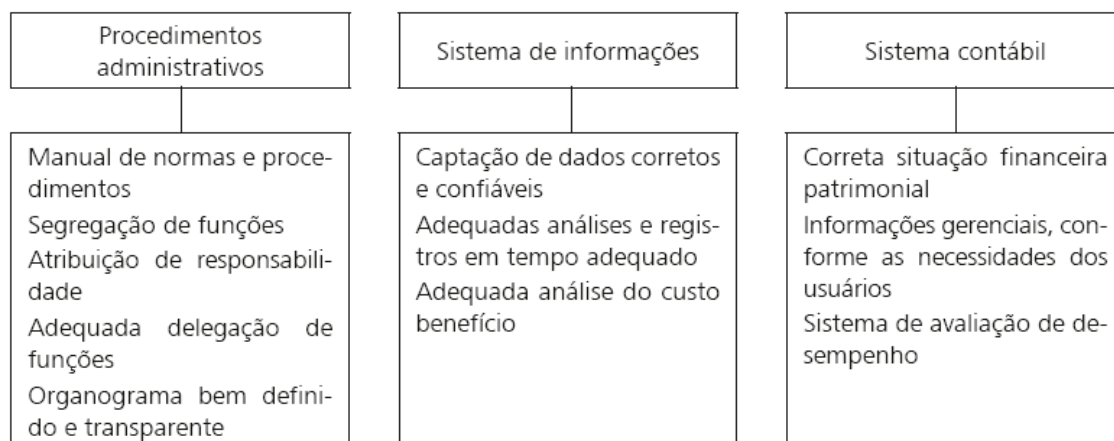 Procedimentos
administrativos
Manual de normas e proce-
dimentos
Segregação de funções
Atribuição de responsabili-
dade
Adequada delegação de
funções
Organograma bem defini-
do e transparente
Sistema de informações
Captação de dados corretos
e confiáveis
Adequadas análises e regis-
tros em tempo adequado
Adequada análise do custo
benefício
Sistema contábil
Correta situação financeira
patrimonial
Informações gerenciais, con-
forme as necessidades dos
usuários
Sistema de avaliação de de-
sempenho